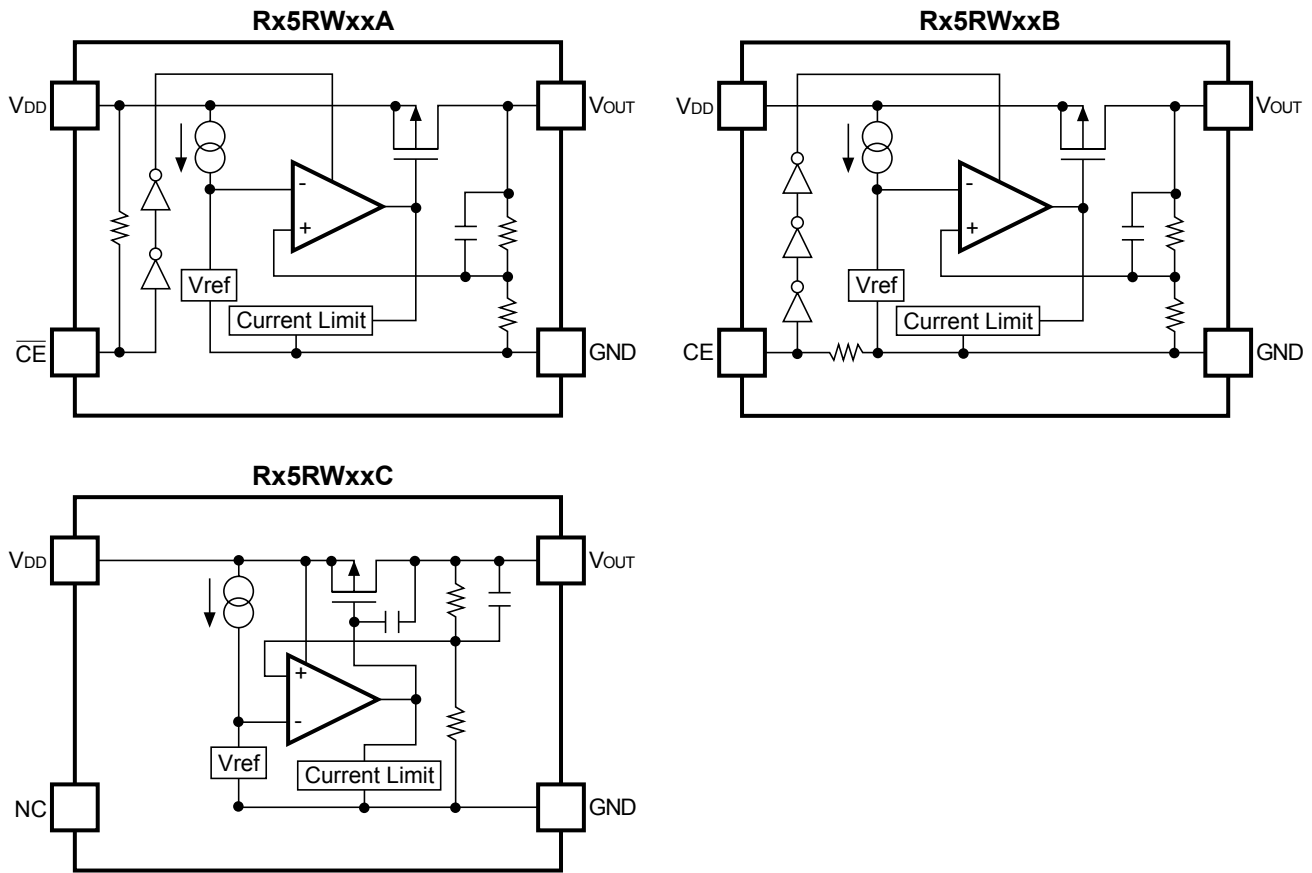 Rx5RWxxA
VDD
VOUT
-
+
Vref
Current Limit
C̅E̅
GND
Rx5RWxxB
VDD
VOUT
-
+
Vref
Current Limit
CE
GND
Rx5RWxxC
VDD
VOUT
+
-
Vref
Current Limit
NC
GND